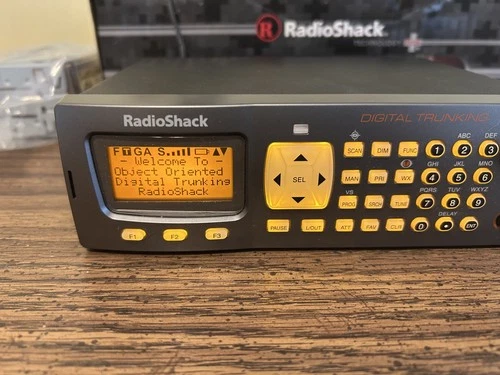 RadioShack
RadioShack
DIGITAL TRUNKING
F T G A S
- Welcome To -
Object Oriented
Digital Trunking
RadioShack
F1 F2 F3
SEL
SCAN DIM FUNC
MAN PRI WX
VS
PROG SRCH TUNE
PAUSE L/OUT ATT FAV CLR
ABC DEF
1 2 3
GHI JKL MNO
4 5 6
PQRS TUV WXYZ
7 8 9
DELAY
0 • ENT